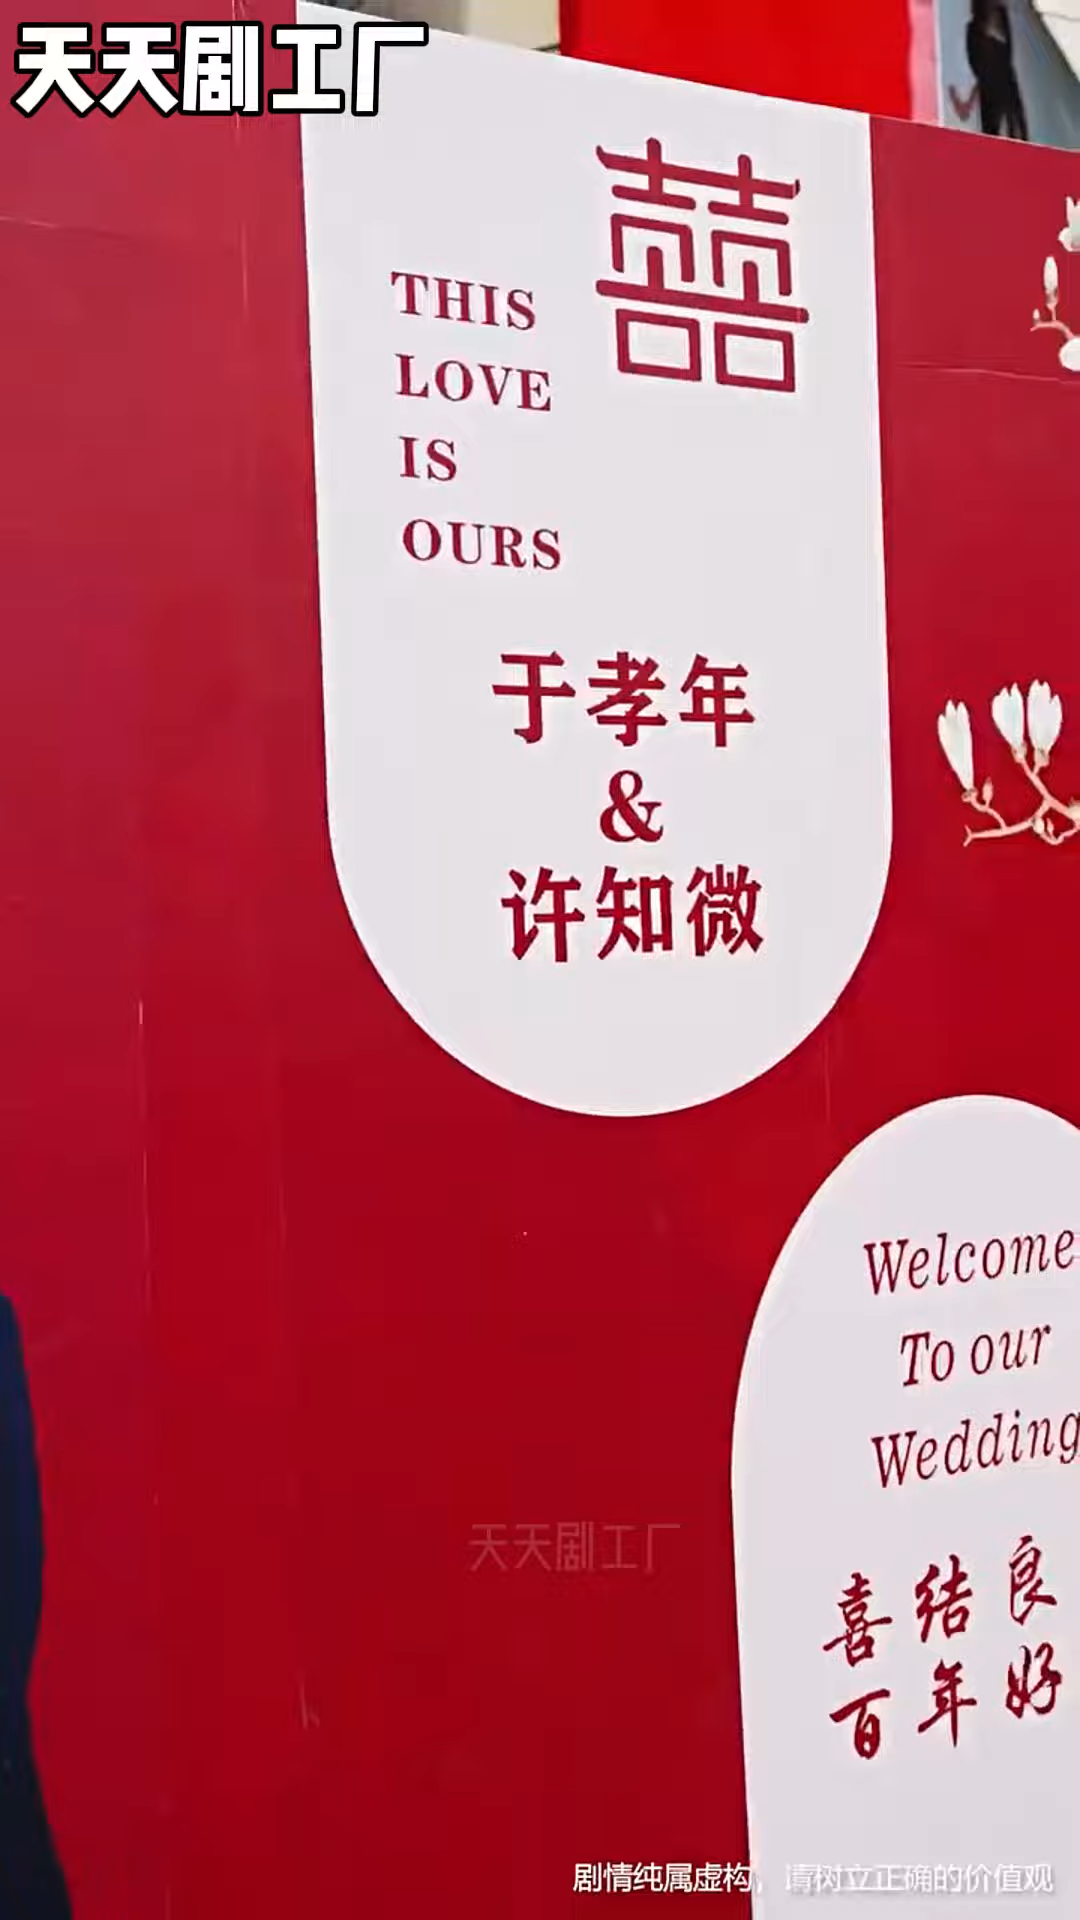 天天剧工厂
囍
THIS
LOVE
IS
OURS
于孝年
&
许知微
Welcome
To our
Wedding
天天剧工厂
喜结良
百年好
剧情纯属虚构，请树立正确的价值观